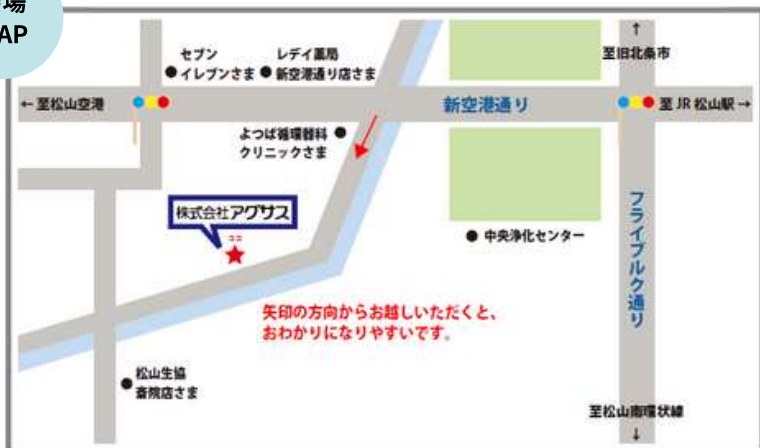 場
AP
↑
至旧北条市
セブン
●イレブンさま
レデイ薬局
●新空港通り店さま
←至松山空港
新空港通り
至JR松山駅→
よつば循環器科●
クリニックさま
株式会社アグサス
ココ
★
●中央浄化センター
フライブルク通り
矢印の方向からお越しいただくと、
おわかりになりやすいです。
●松山生協
斎院店さま
至松山南環状線
↓